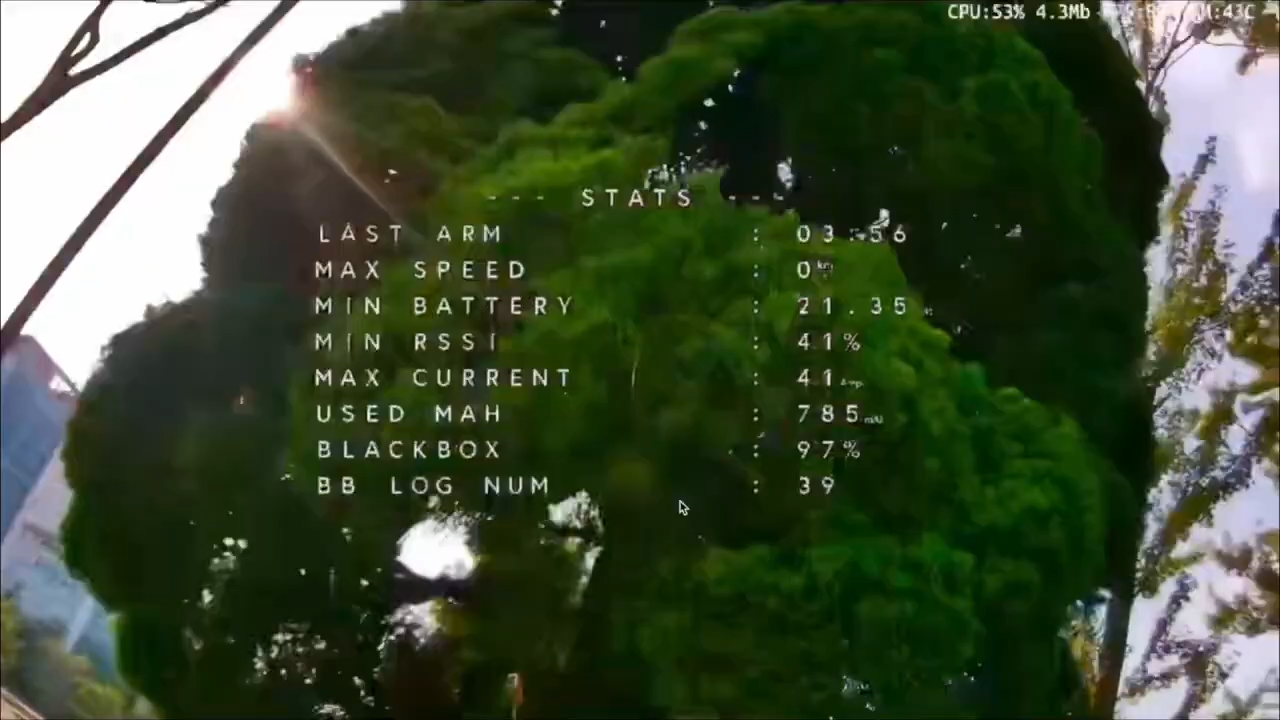 CPU:53% 4.3Mb
--- STATS ---
LAST ARM : 03:56
MAX SPEED : 0
MIN BATTERY : 21.35
MIN RSSI : 41%
MAX CURRENT : 41
USED MAH : 785
BLACKBOX : 97%
BB LOG NUM : 39